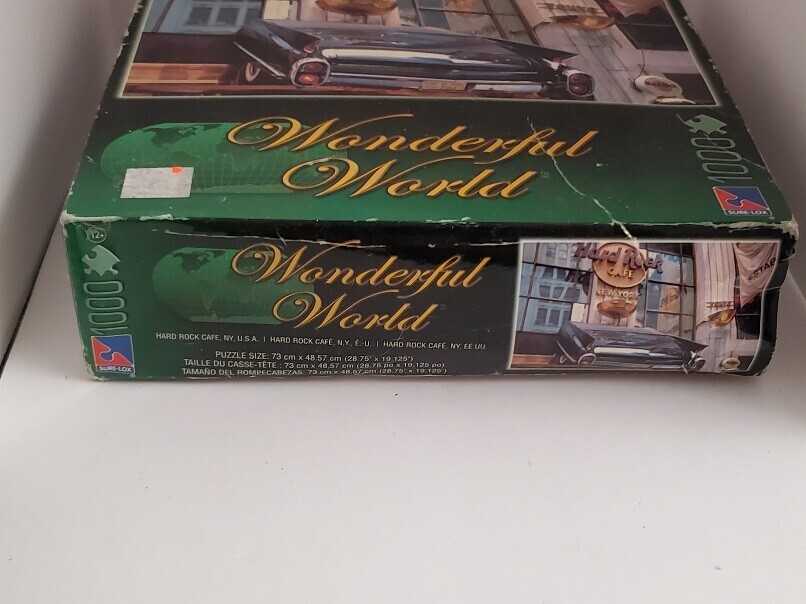 Wonderful
World
1000
SURE-LOX
12+
1000
SURE-LOX
Wonderful
World
HARD ROCK CAFE, NY, U.S.A. | HARD ROCK CAFÉ, N.Y., É.-U. | HARD ROCK CAFÉ, NY, EE.UU.
PUZZLE SIZE: 73 cm x 48.57 cm (28.75" x 19.125")
TAILLE DU CASSE-TÊTE : 73 cm x 48,57 cm (28,75 po x 19,125 po)
TAMAÑO DEL ROMPECABEZAS: 73 cm x 48.57 cm (28.75" x 19.125")
Hard Rock
CAFE
NEW YORK
STAR